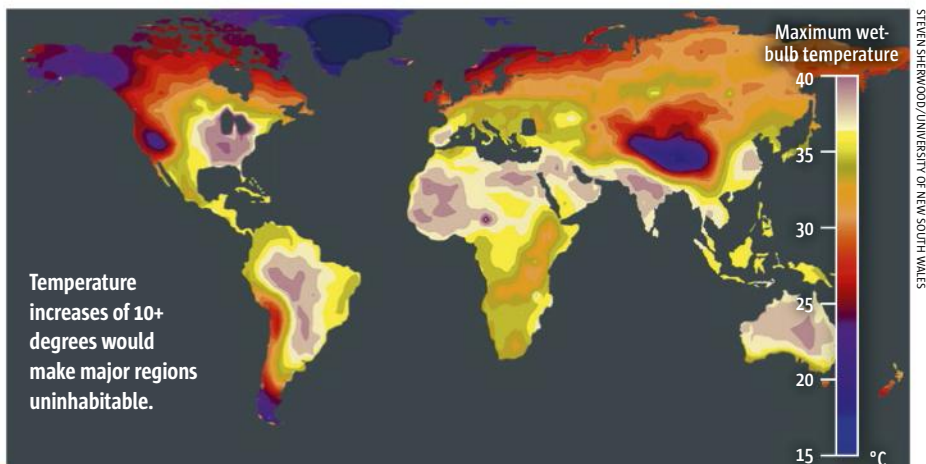 Maximum wet-
bulb temperature
40
35
30
25
20
15
°C
Temperature
increases of 10+
degrees would
make major regions
uninhabitable.
STEVEN SHERWOOD/UNIVERSITY OF NEW SOUTH WALES